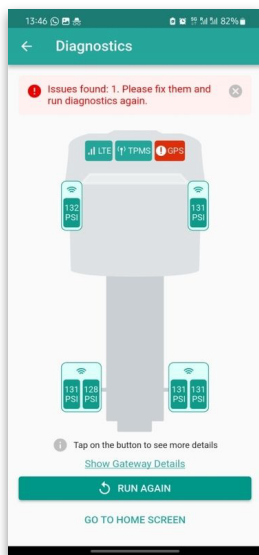 13:46 82%
Diagnostics
Issues found: 1. Please fix them and
run diagnostics again.
LTE TPMS GPS
132
PSI
131
PSI
131 128 131 131
PSI PSI PSI PSI
Tap on the button to see more details
Show Gateway Details
RUN AGAIN
GO TO HOME SCREEN